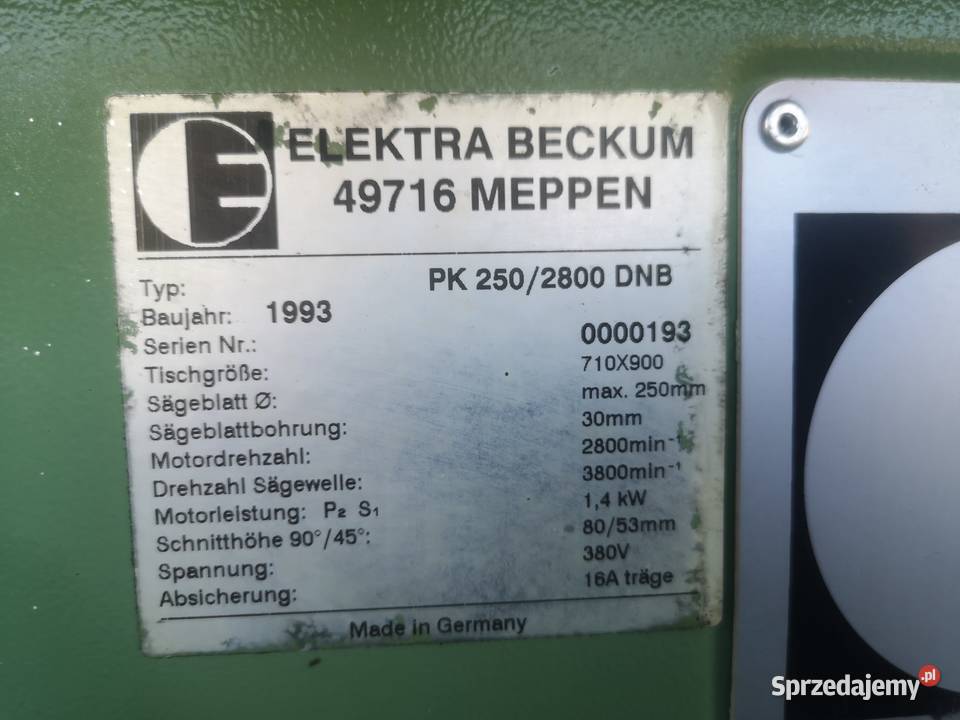 ELEKTRA BECKUM
49716 MEPPEN
Typ: PK 250/2800 DNB
Baujahr: 1993
Serien Nr.: 0000193
Tischgröße: 710X900
Sägeblatt Ø: max. 250mm
Sägeblattbohrung: 30mm
Motordrehzahl: 2800min⁻¹
Drehzahl Sägewelle: 3800min⁻¹
Motorleistung: P₂ S₁ 1,4 kW
Schnitthöhe 90°/45°: 80/53mm
Spannung: 380V
Absicherung: 16A träge
Made in Germany
Sprzedajemy.pl